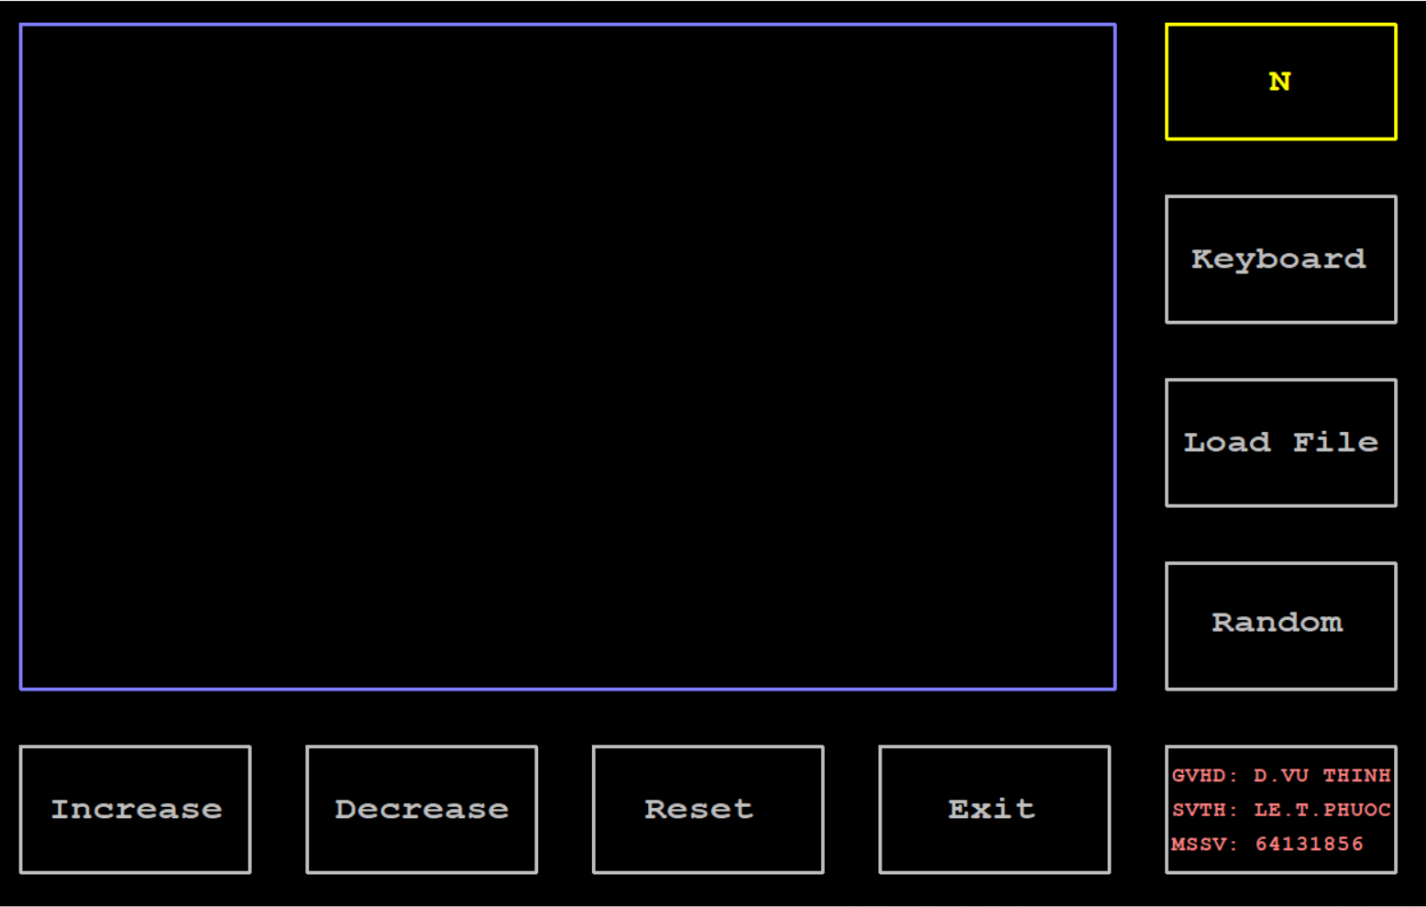 N
Keyboard
Load File
Random
Increase
Decrease
Reset
Exit
GVHD: D.VU THINH
SVTH: LE.T.PHUOC
MSSV: 64131856